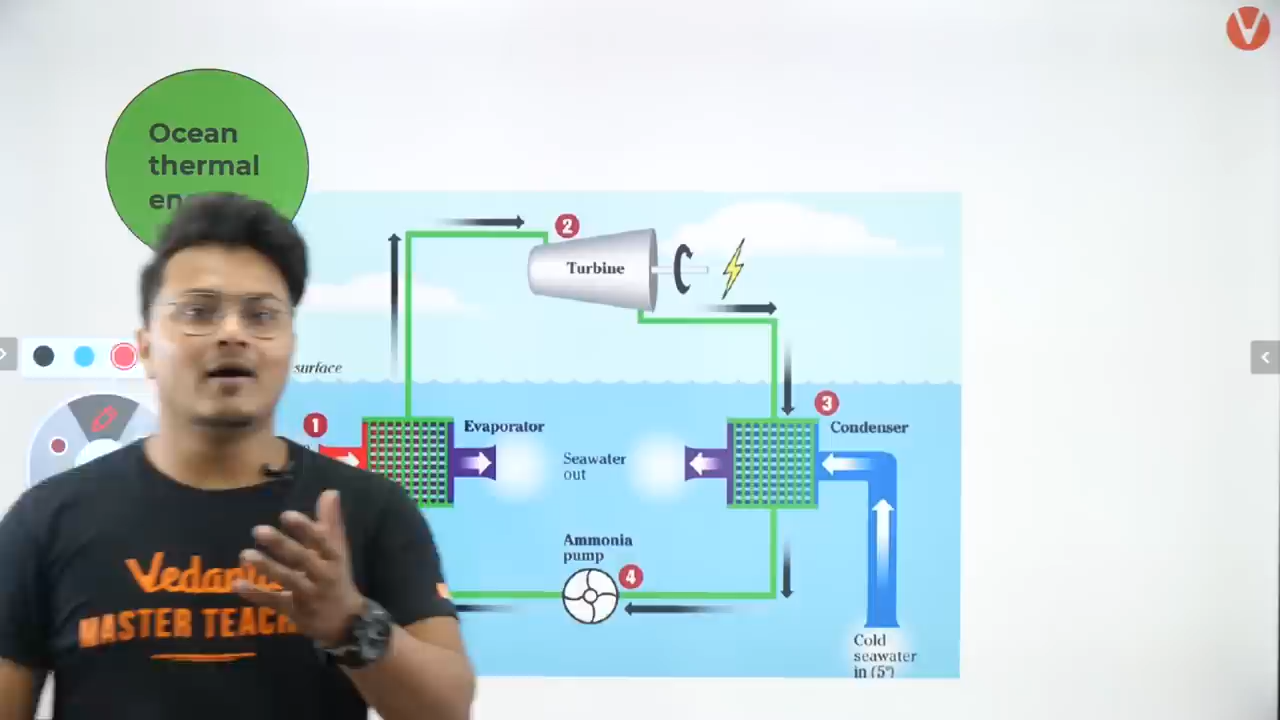 Ocean
thermal
2
Turbine
surface
3
1
Evaporator
Condenser
Seawater
out
Ammonia
pump
4
MASTER
Cold
seawater
in (5°)